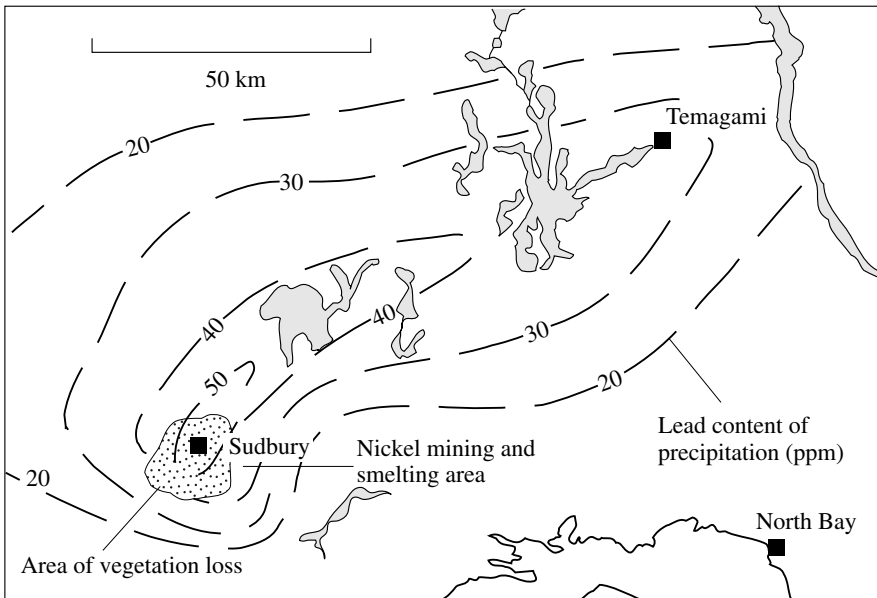 50 km
Temagami
20
30
40
40
30
50
20
Sudbury
Nickel mining and
smelting area
Lead content of
precipitation (ppm)
20
North Bay
Area of vegetation loss